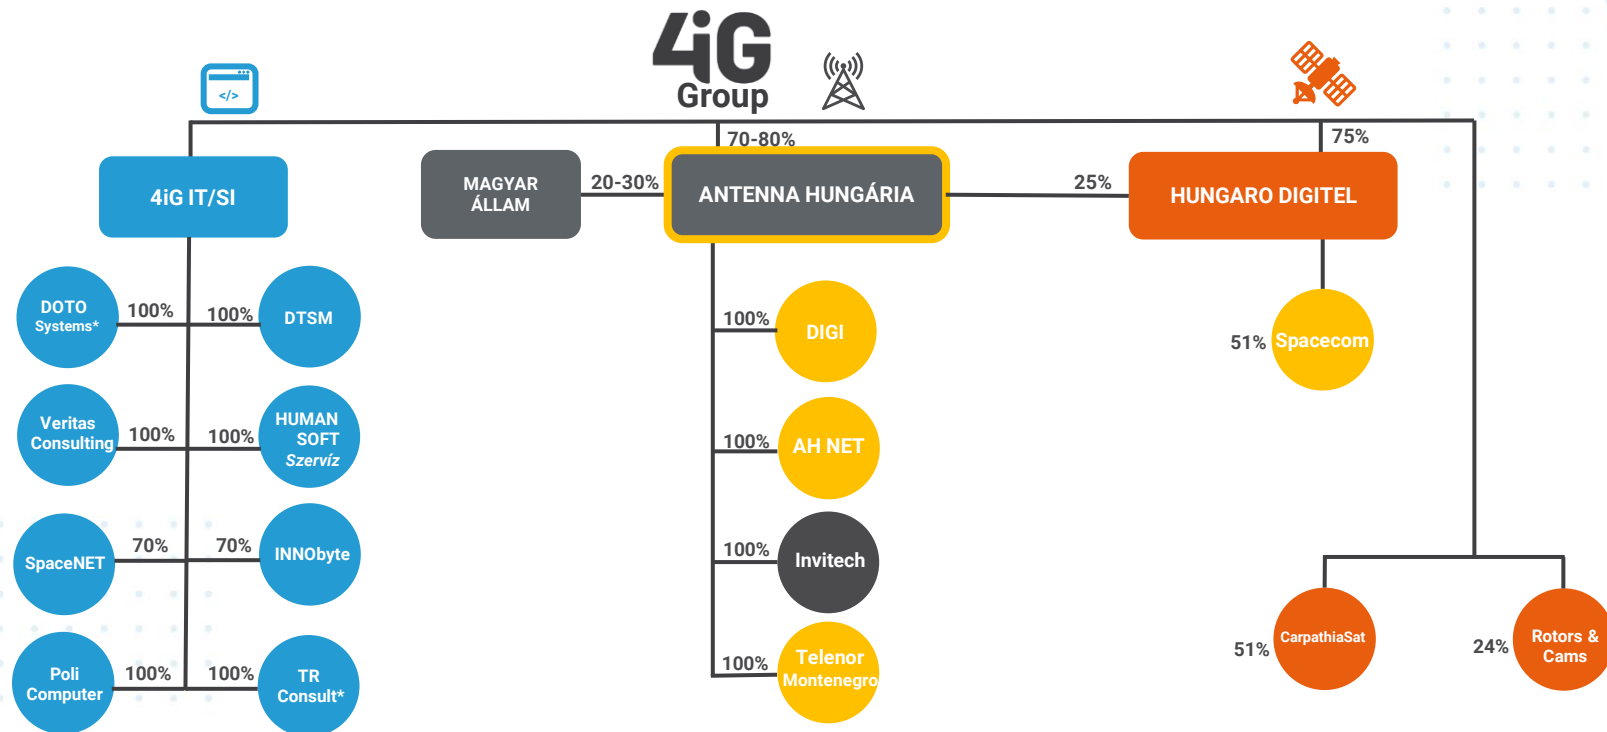 4iG
Group
</>
70-80%
75%
4iG IT/SI
MAGYAR
ÁLLAM
20-30%
ANTENNA HUNGÁRIA
25%
HUNGARO DIGITEL
DOTO
Systems*
100%
100%
DTSM
Veritas
Consulting
100%
100%
HUMAN
SOFT
Szervíz
SpaceNET
70%
70%
INNObyte
Poli
Computer
100%
100%
TR
Consult*
100%
DIGI
100%
AH NET
100%
Invitech
100%
Telenor
Montenegro
51%
Spacecom
51%
CarpathiaSat
24%
Rotors &
Cams